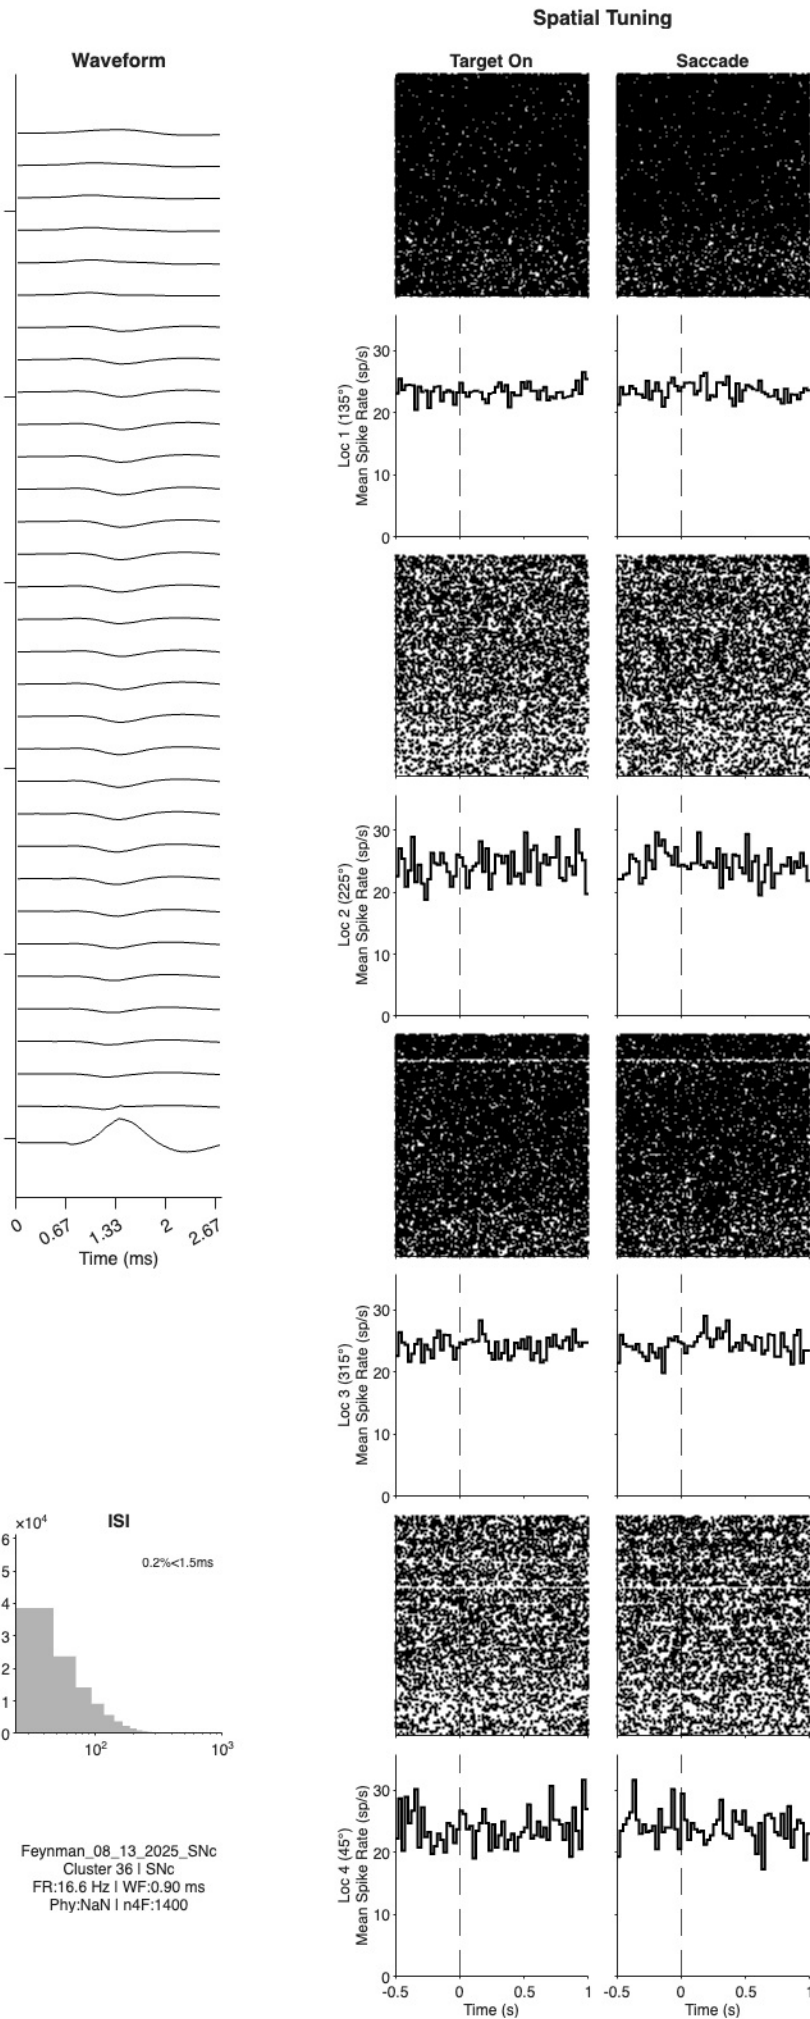 Spatial Tuning
Waveform
Target On
Saccade
30
20
10
0
Loc 1 (135°)
Mean Spike Rate (sp/s)
30
20
10
0
Loc 2 (225°)
Mean Spike Rate (sp/s)
0
0.67
1.33
2
2.67
Time (ms)
30
20
10
0
Loc 3 (315°)
Mean Spike Rate (sp/s)
×10⁴
ISI
0.2%<1.5ms
6
5
4
3
2
1
0
10²
10³
Feynman_08_13_2025_SNc
Cluster 36 | SNc
FR:16.6 Hz | WF:0.90 ms
Phy:NaN | n4F:1400
30
20
10
0
Loc 4 (45°)
Mean Spike Rate (sp/s)
-0.5
0
0.5
1
Time (s)
-0.5
0
0.5
1
Time (s)